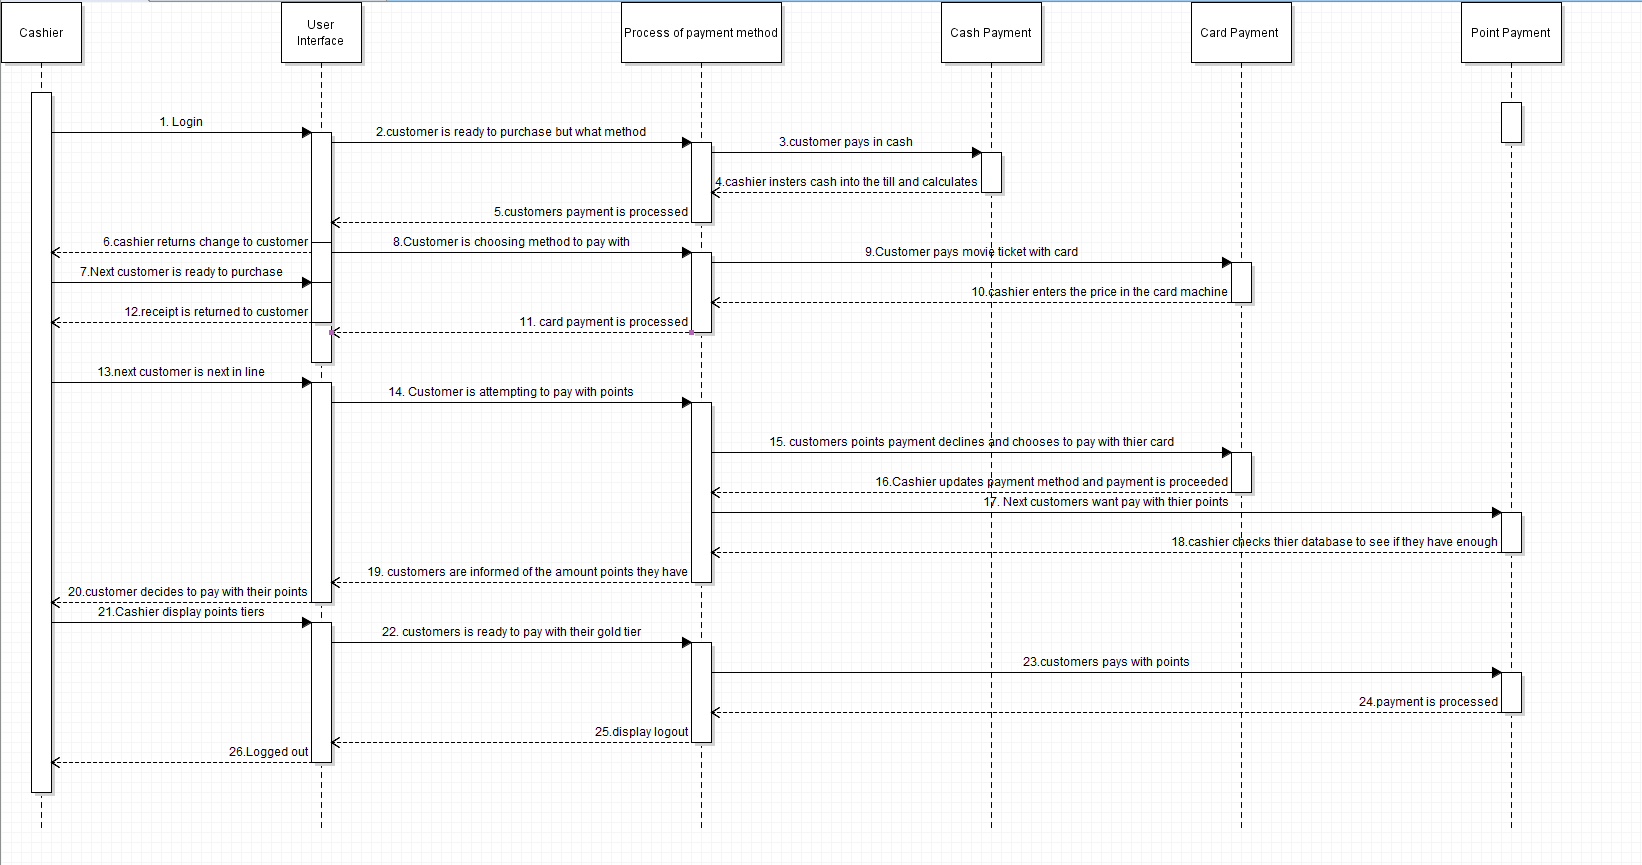 Cashier
User
Interface
Process of payment method
Cash Payment
Card Payment
Point Payment
1. Login
2.customer is ready to purchase but what method
3.customer pays in cash
4.cashier insters cash into the till and calculates
5.customers payment is processed
6.cashier returns change to customer
8.Customer is choosing method to pay with
9.Customer pays movie ticket with card
7.Next customer is ready to purchase
10.cashier enters the price in the card machine
12.receipt is returned to customer
11. card payment is processed
13.next customer is next in line
14. Customer is attempting to pay with points
15. customers points payment declines and chooses to pay with thier card
16.Cashier updates payment method and payment is proceeded
17. Next customers want pay with thier points
18.cashier checks thier database to see if they have enough
19. customers are informed of the amount points they have
20.customer decides to pay with their points
21.Cashier display points tiers
22. customers is ready to pay with their gold tier
23.customers pays with points
24.payment is processed
25.display logout
26.Logged out